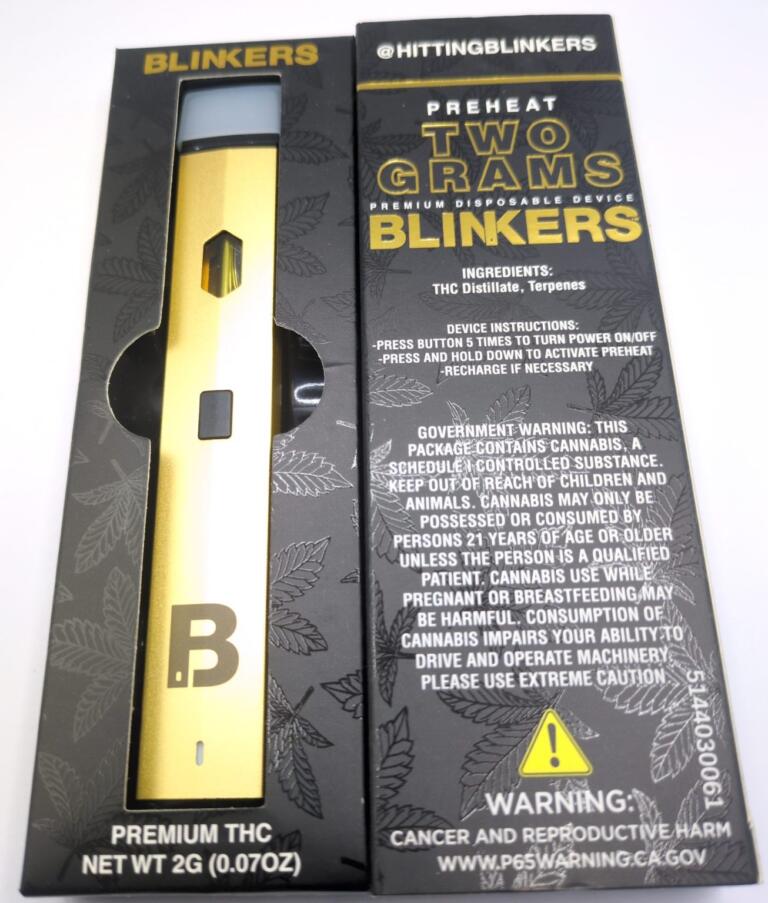 BLINKERS
B
PREMIUM THC
NET WT 2G (0.07OZ)
@HITTINGBLINKERS
PREHEAT
TWO
GRAMS
PREMIUM DISPOSABLE DEVICE
BLINKERS
INGREDIENTS:
THC Distillate, Terpenes
DEVICE INSTRUCTIONS:
-PRESS BUTTON 5 TIMES TO TURN POWER ON/OFF
-PRESS AND HOLD DOWN TO ACTIVATE PREHEAT
-RECHARGE IF NECESSARY
GOVERNMENT WARNING: THIS
PACKAGE CONTAINS CANNABIS, A
SCHEDULE I CONTROLLED SUBSTANCE.
KEEP OUT OF REACH OF CHILDREN AND
ANIMALS. CANNABIS MAY ONLY BE
POSSESSED OR CONSUMED BY
PERSONS 21 YEARS OF AGE OR OLDER
UNLESS THE PERSON IS A QUALIFIED
PATIENT. CANNABIS USE WHILE
PREGNANT OR BREASTFEEDING MAY
BE HARMFUL. CONSUMPTION OF
CANNABIS IMPAIRS YOUR ABILITY TO
DRIVE AND OPERATE MACHINERY
PLEASE USE EXTREME CAUTION
5144030061
WARNING:
CANCER AND REPRODUCTIVE HARM
WWW.P65WARNING.CA.GOV